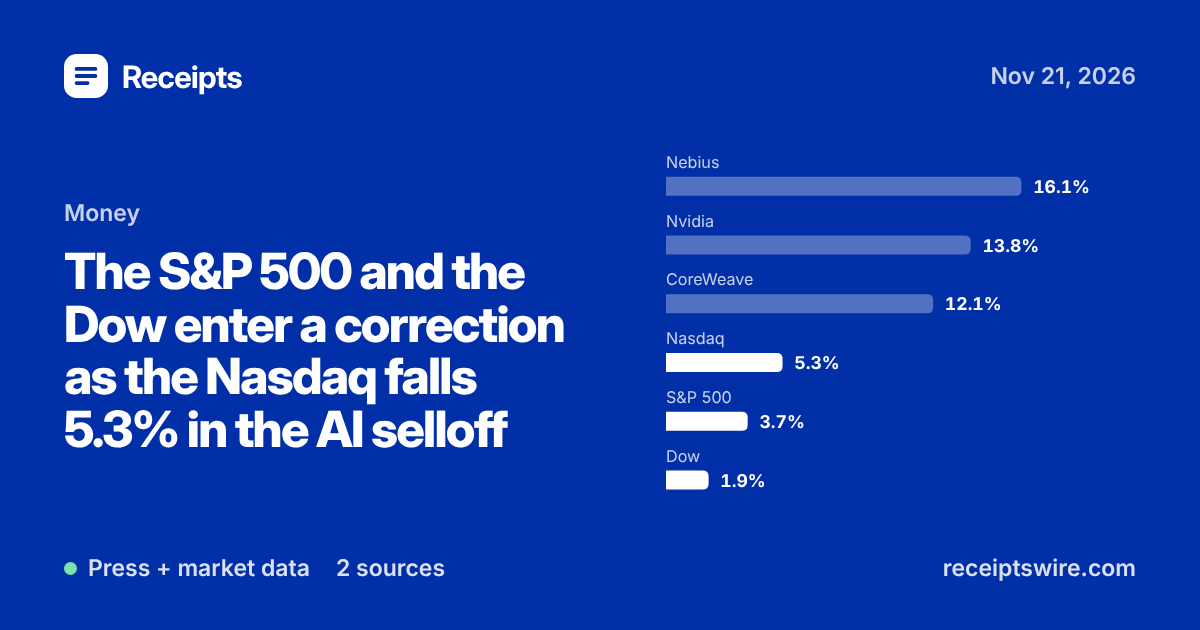 Receipts
Nov 21, 2026
Money
The S&P 500 and the
Dow enter a correction
as the Nasdaq falls
5.3% in the AI selloff
Nebius
16.1%
Nvidia
13.8%
CoreWeave
12.1%
Nasdaq
5.3%
S&P 500
3.7%
Dow
1.9%
Press + market data 2 sources
receiptswire.com